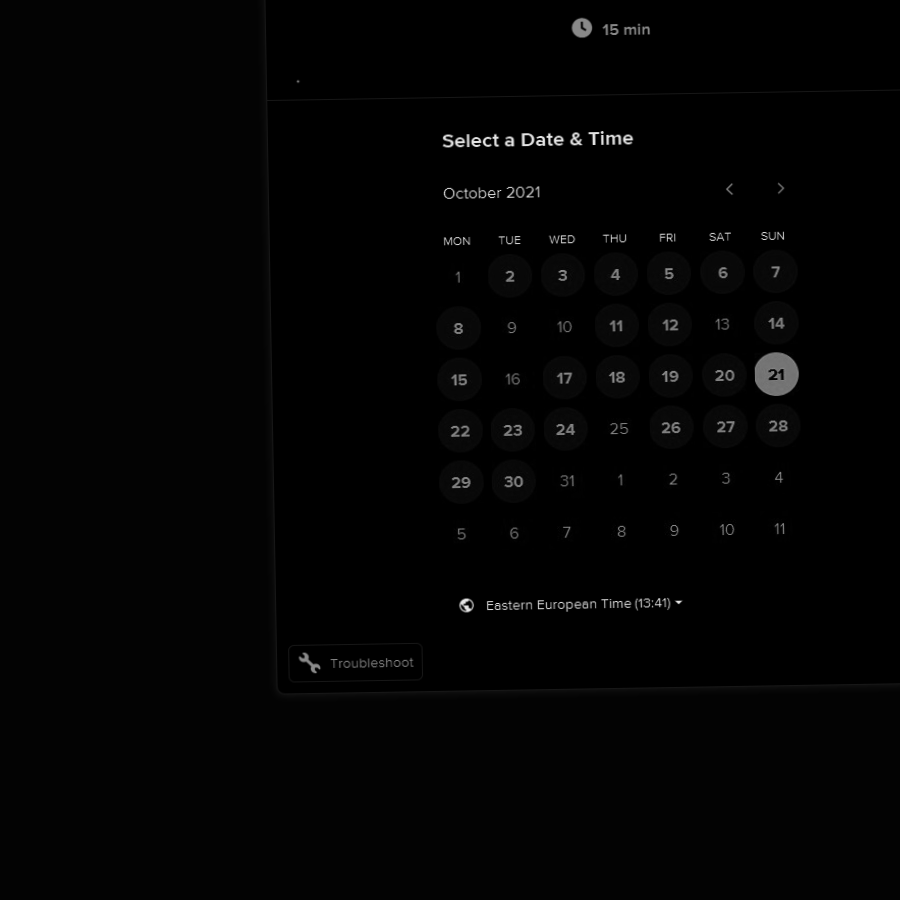 15 min
.
Select a Date & Time
October 2021
MON TUE WED THU FRI SAT SUN
1 2 3 4 5 6 7
8 9 10 11 12 13 14
15 16 17 18 19 20 21
22 23 24 25 26 27 28
29 30 31 1 2 3 4
5 6 7 8 9 10 11
Eastern European Time (13:41)
Troubleshoot